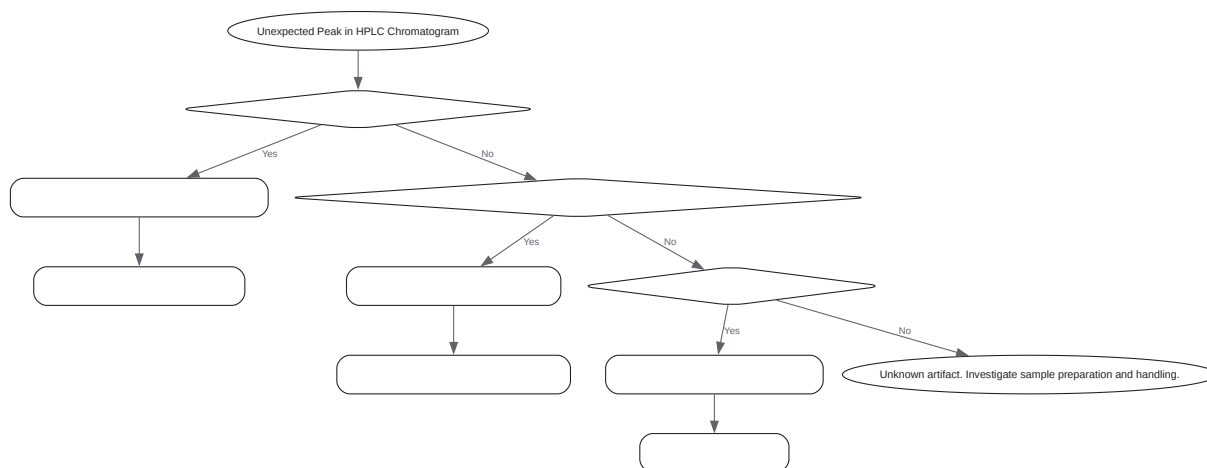 Unexpected Peak in HPLC Chromatogram
Yes
No
Yes
No
Yes
No
Unknown artifact. Investigate sample preparation and handling.